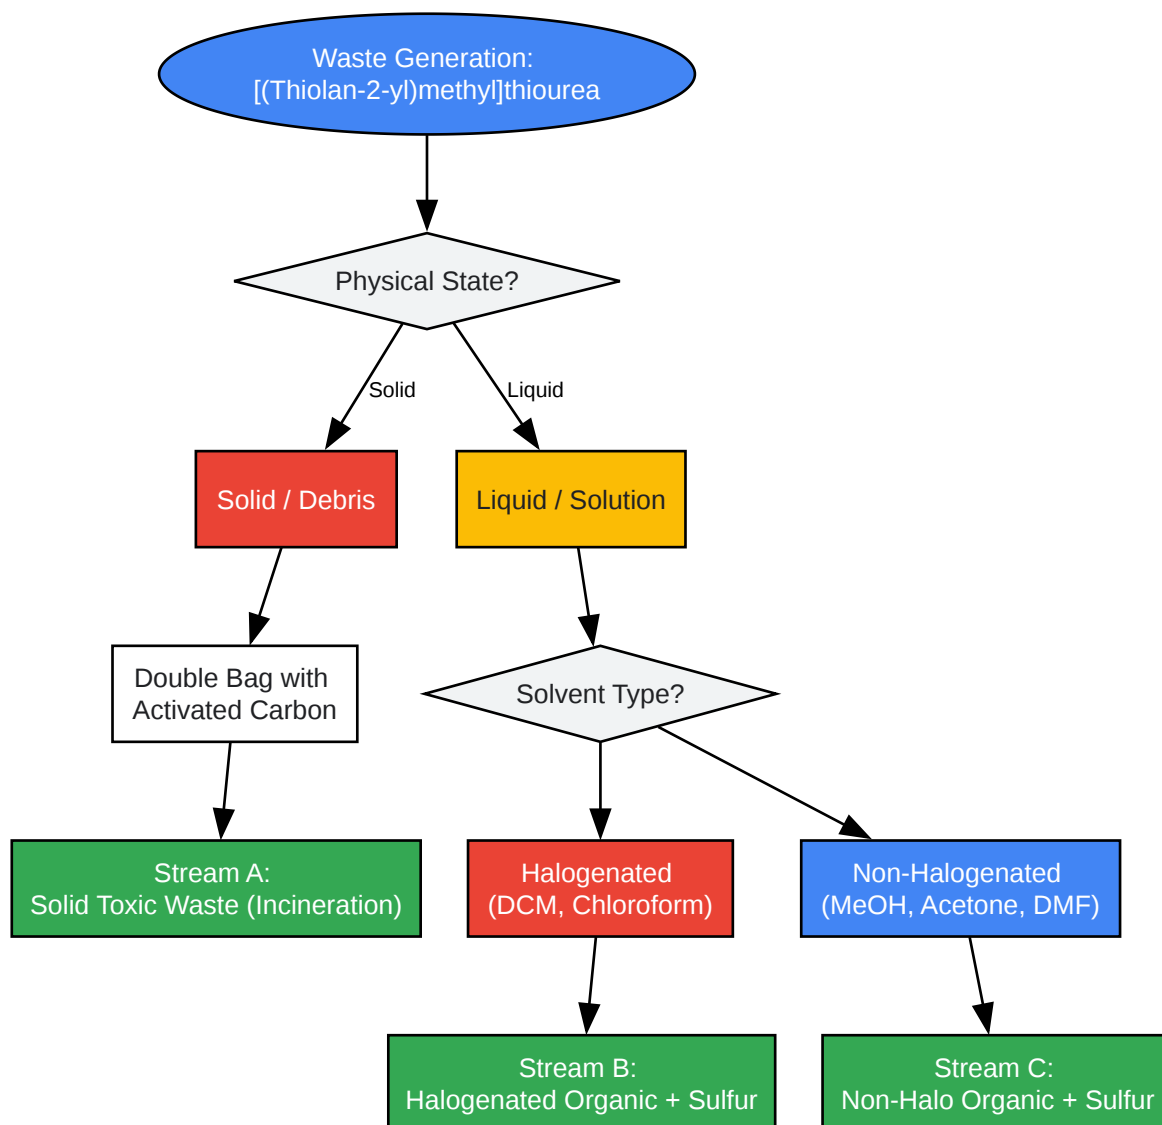 Waste Generation:
[(Thiolan-2-yl)methyl]thiourea
Physical State?
Solid
Liquid
Solid / Debris
Liquid / Solution
Double Bag with
Activated Carbon
Solvent Type?
Stream A:
Solid Toxic Waste (Incineration)
Halogenated
(DCM, Chloroform)
Non-Halogenated
(MeOH, Acetone, DMF)
Stream B:
Halogenated Organic + Sulfur
Stream C:
Non-Halo Organic + Sulfur